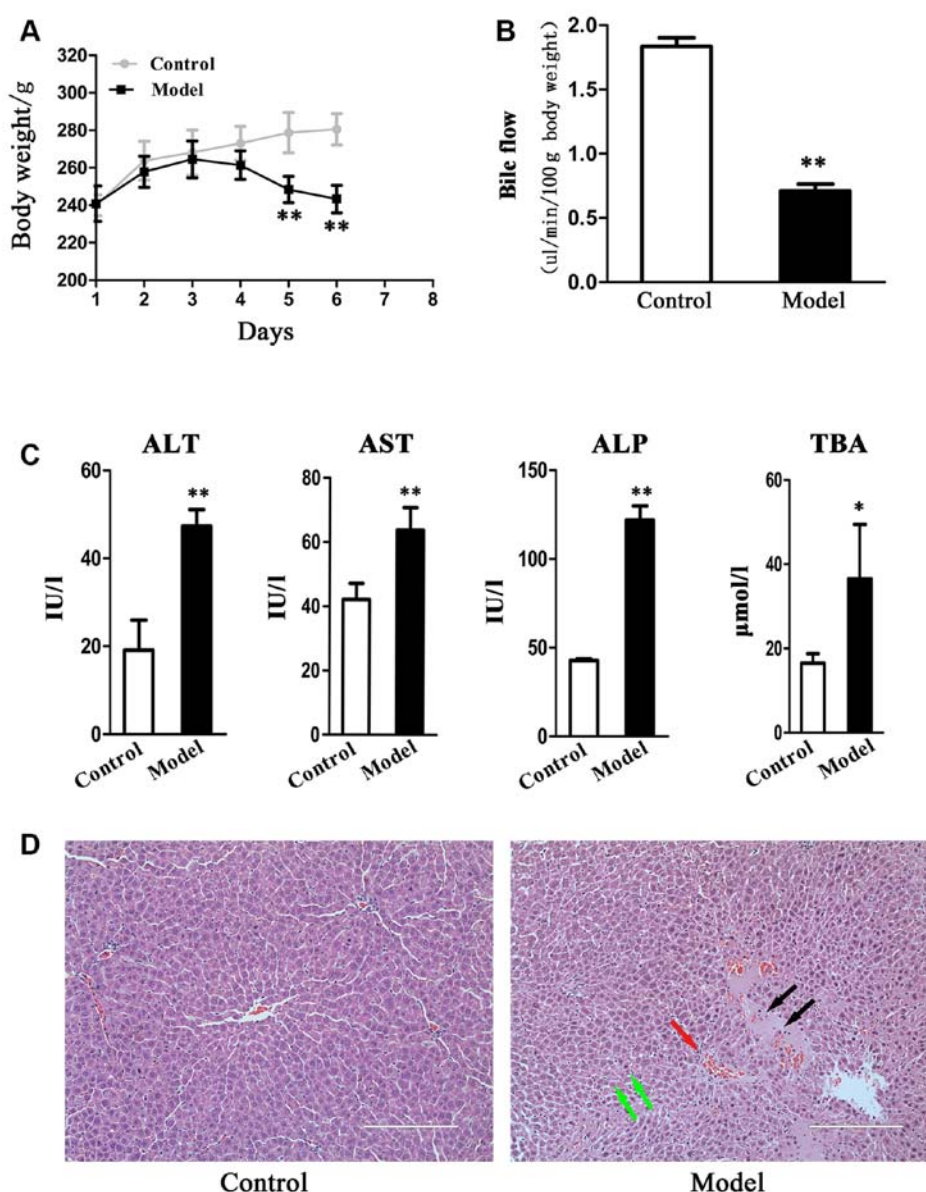 A
320
300
280
260
240
220
200
Body weight/g
Control
Model
**
**
1 2 3 4 5 6 7 8
Days
B
2.0
1.5
1.0
0.5
0.0
Bile flow
(ul/min/100 g body weight)
**
Control Model
C
ALT
60
40
20
0
IU/l
**
Control Model
AST
80
60
40
20
0
IU/l
**
Control Model
ALP
150
100
50
0
IU/l
**
Control Model
TBA
60
40
20
0
μmol/l
*
Control Model
D
Control
Model